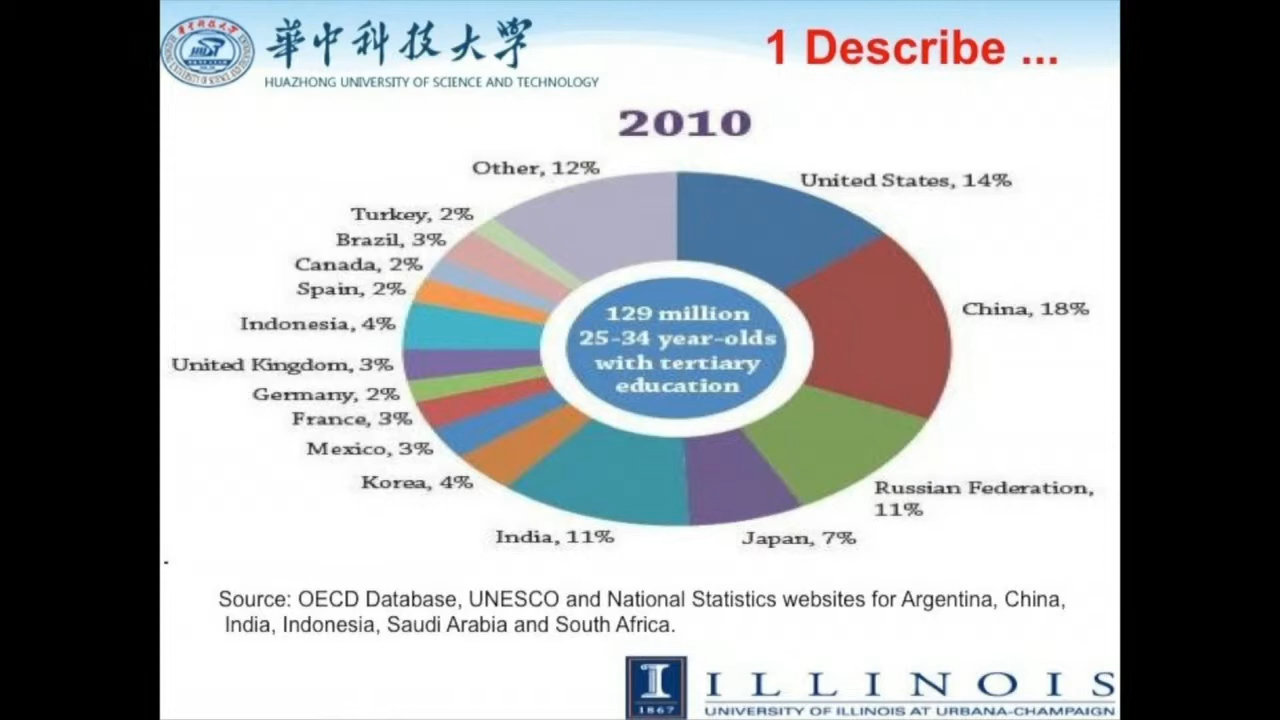 華中科技大学
HUAZHONG UNIVERSITY OF SCIENCE AND TECHNOLOGY
1 Describe ...
2010
Other, 12%
United States, 14%
Turkey, 2%
Brazil, 3%
Canada, 2%
Spain, 2%
China, 18%
Indonesia, 4%
129 million
25-34 year-olds
with tertiary
education
United Kingdom, 3%
Germany, 2%
France, 3%
Mexico, 3%
Korea, 4%
Russian Federation,
11%
India, 11%
Japan, 7%
Source: OECD Database, UNESCO and National Statistics websites for Argentina, China,
India, Indonesia, Saudi Arabia and South Africa.
I
1867
ILLINOIS
UNIVERSITY OF ILLINOIS AT URBANA-CHAMPAIGN